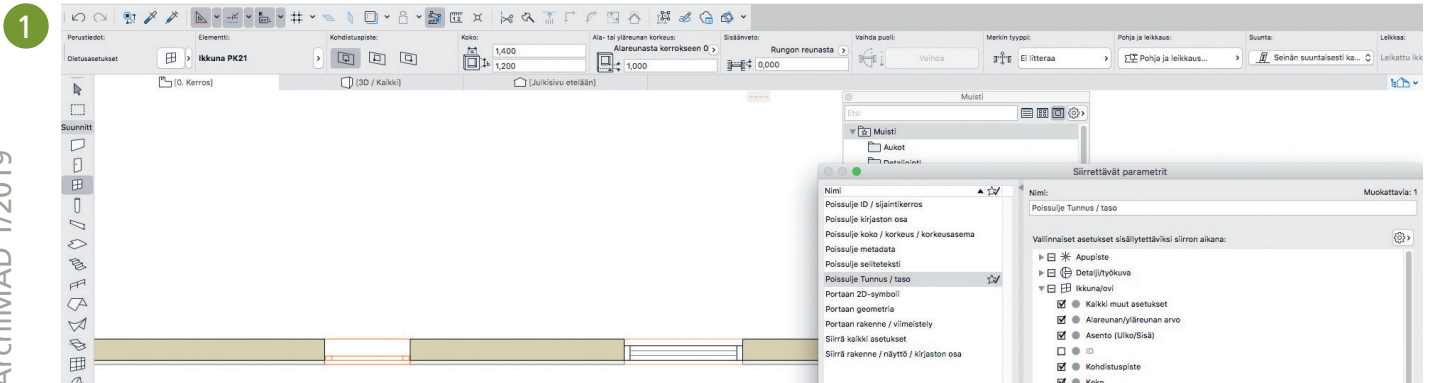 1
ArchiMAD 1/2019
Perustiedot:
Elementti:
Kohdistuspiste:
Koko:
Ala- tai yläreunan korkeus:
Sisäänveto:
Vaihda puoli:
Merkin tyyppi:
Pohja ja leikkaus:
Suunta:
Leikkaa:
Oletusasetukset
Ikkuna PK21
1,400
1,200
Alareunasta kerrokseen 0
1,000
Rungon reunasta
0,000
Vaihda
Ei litteraa
Pohja ja leikkaus...
Seinän suuntaisesti ka...
Leikattu ikk
[0. Kerros]
[3D / Kaikki]
[Julkisivu etelään]
Suunnitt
Muisti
Etsi
Muisti
Aukot
Detaljointi
Siirrettävät parametrit
Nimi
Poissulje ID / sijaintikerros
Poissulje kirjaston osa
Poissulje koko / korkeus / korkeusasema
Poissulje metadata
Poissulje seliteteksti
Poissulje Tunnus / taso
Portaan 2D-symboli
Portaan geometria
Portaan rakenne / viimeistely
Siirrä kaikki asetukset
Siirrä rakenne / näyttö / kirjaston osa
Nimi:
Muokattavia: 1
Poissulje Tunnus / taso
Vallinnaiset asetukset sisällytettäviksi siirron aikana:
Apupiste
Detalji/työkuva
Ikkuna/ovi
Kaikki muut asetukset
Alareunan/yläreunan arvo
Asento (Ulko/Sisä)
ID
Kohdistuspiste
Koko